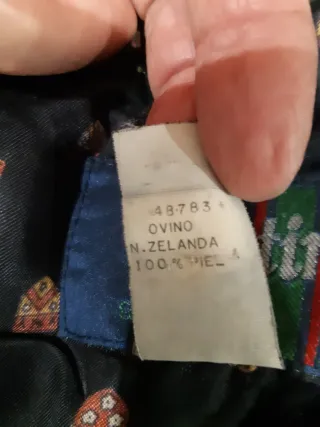 48783
OVINO
N.ZELANDA
100% PIEL